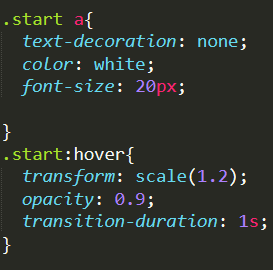 .start a{
text-decoration: none;
color: white;
font-size: 20px;
}
.start:hover{
transform: scale(1.2);
opacity: 0.9;
transition-duration: 1s;
}